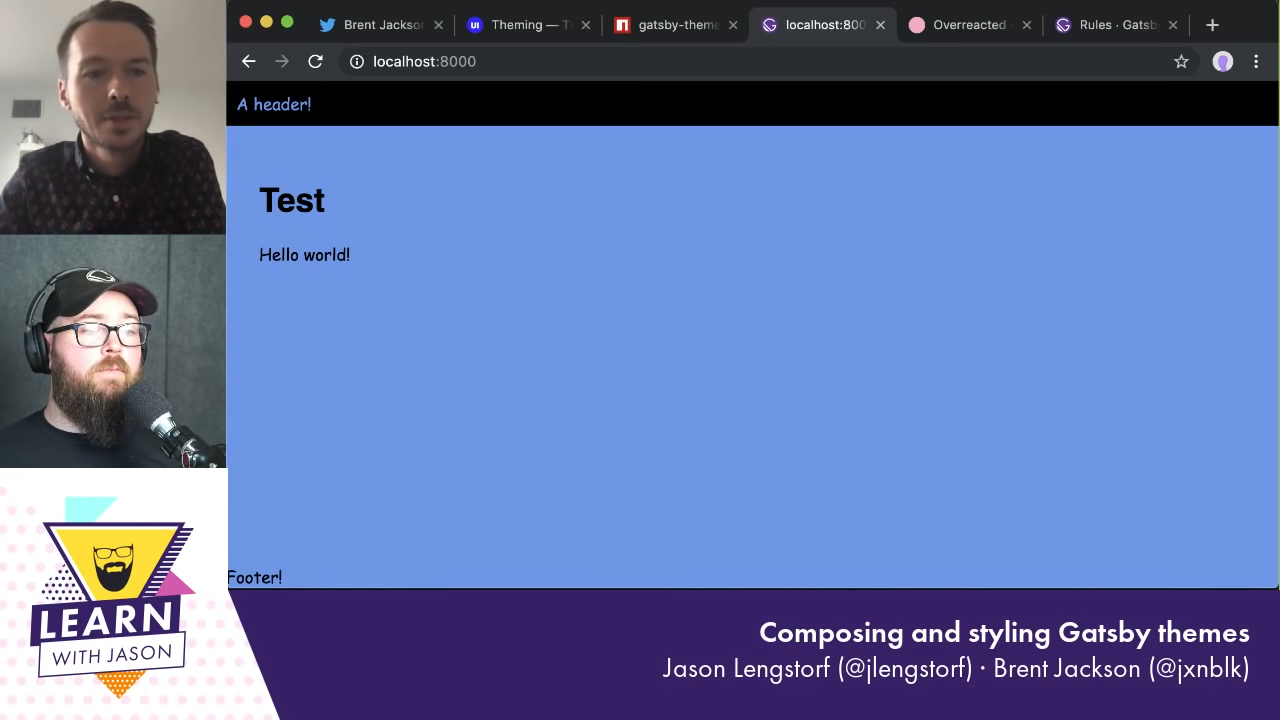 Brent Jackson
Theming — T
gatsby-theme
localhost:800
Overreacted
Rules · Gatsb
localhost:8000
A header!
Test
Hello world!
Footer!
LEARN
WITH JASON
Composing and styling Gatsby themes
Jason Lengstorf (@jlengstorf) · Brent Jackson (@jxnblk)